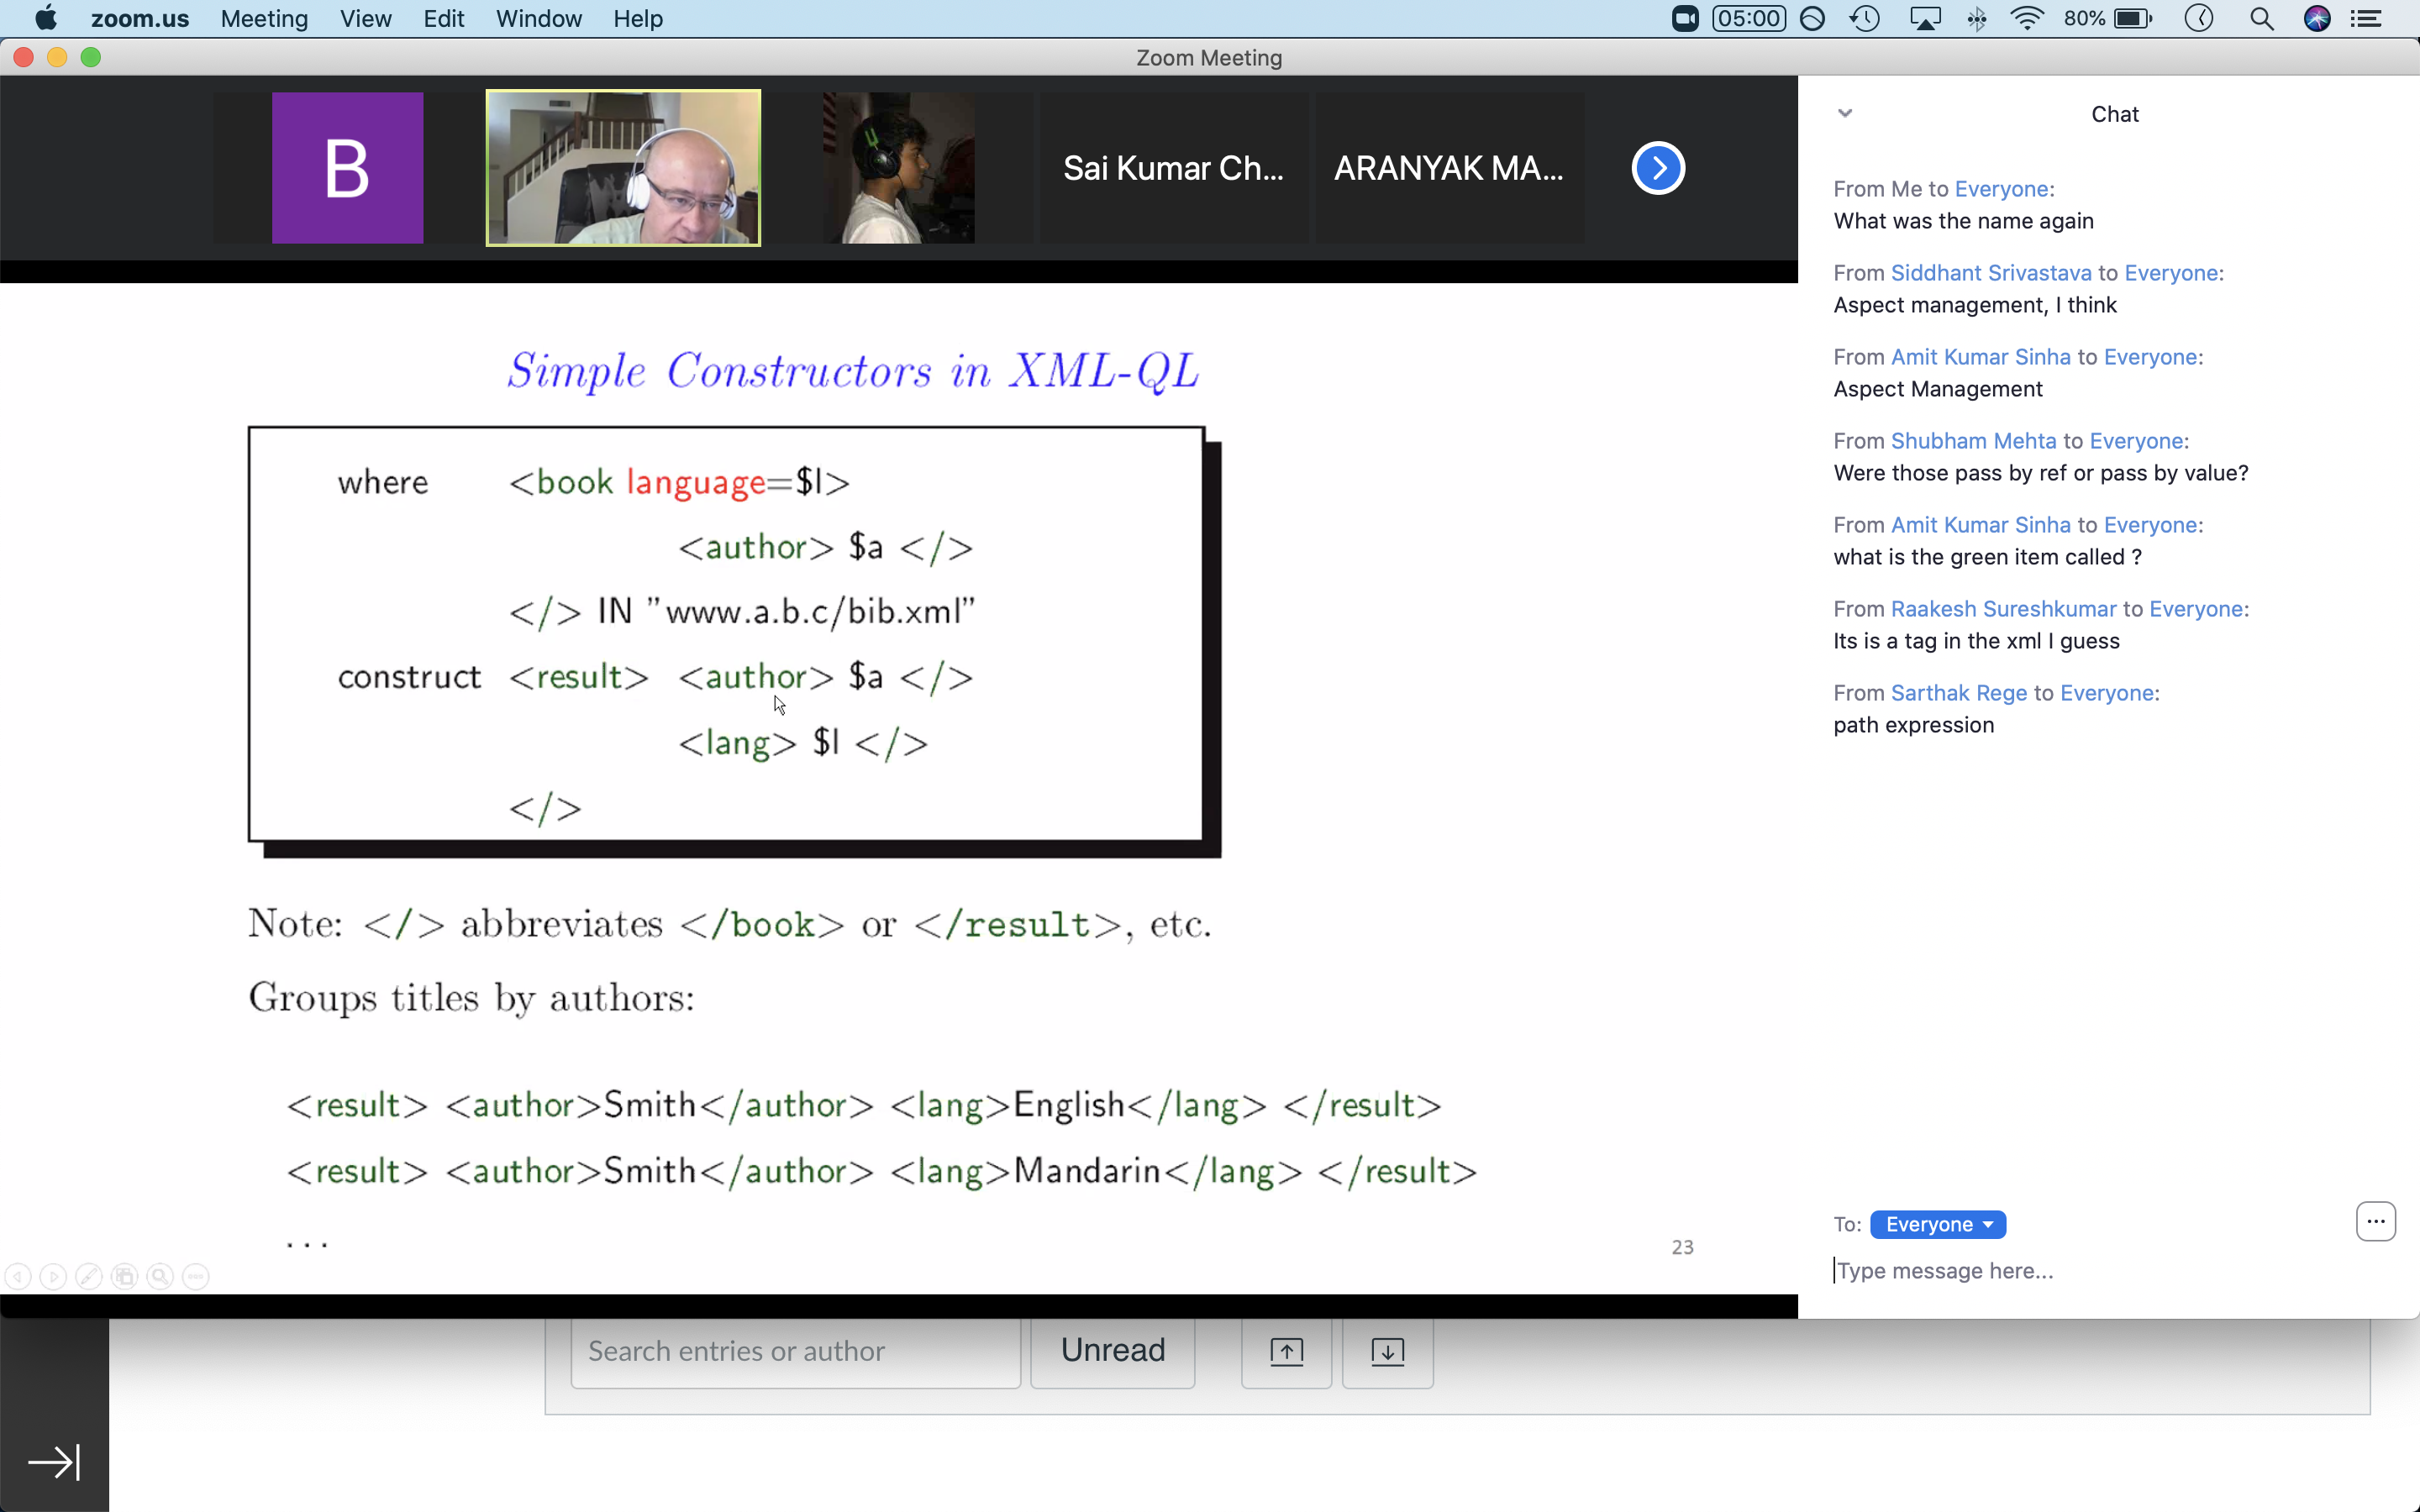 zoom.us Meeting View Edit Window Help 05:00 80%
Zoom Meeting
B
Sai Kumar Ch...
ARANYAK MA...
Simple Constructors in XML-QL
where <book language=$l>
<author> $a </>
</> IN "www.a.b.c/bib.xml"
construct <result> <author> $a </>
<lang> $l </>
</>
Note: </> abbreviates </book> or </result>, etc.
Groups titles by authors:
<result> <author>Smith</author> <lang>English</lang> </result>
<result> <author>Smith</author> <lang>Mandarin</lang> </result>
...
23
Chat
From Me to Everyone:
What was the name again
From Siddhant Srivastava to Everyone:
Aspect management, I think
From Amit Kumar Sinha to Everyone:
Aspect Management
From Shubham Mehta to Everyone:
Were those pass by ref or pass by value?
From Amit Kumar Sinha to Everyone:
what is the green item called ?
From Raakesh Sureshkumar to Everyone:
Its is a tag in the xml I guess
From Sarthak Rege to Everyone:
path expression
To: Everyone
Type message here...
Search entries or author
Unread